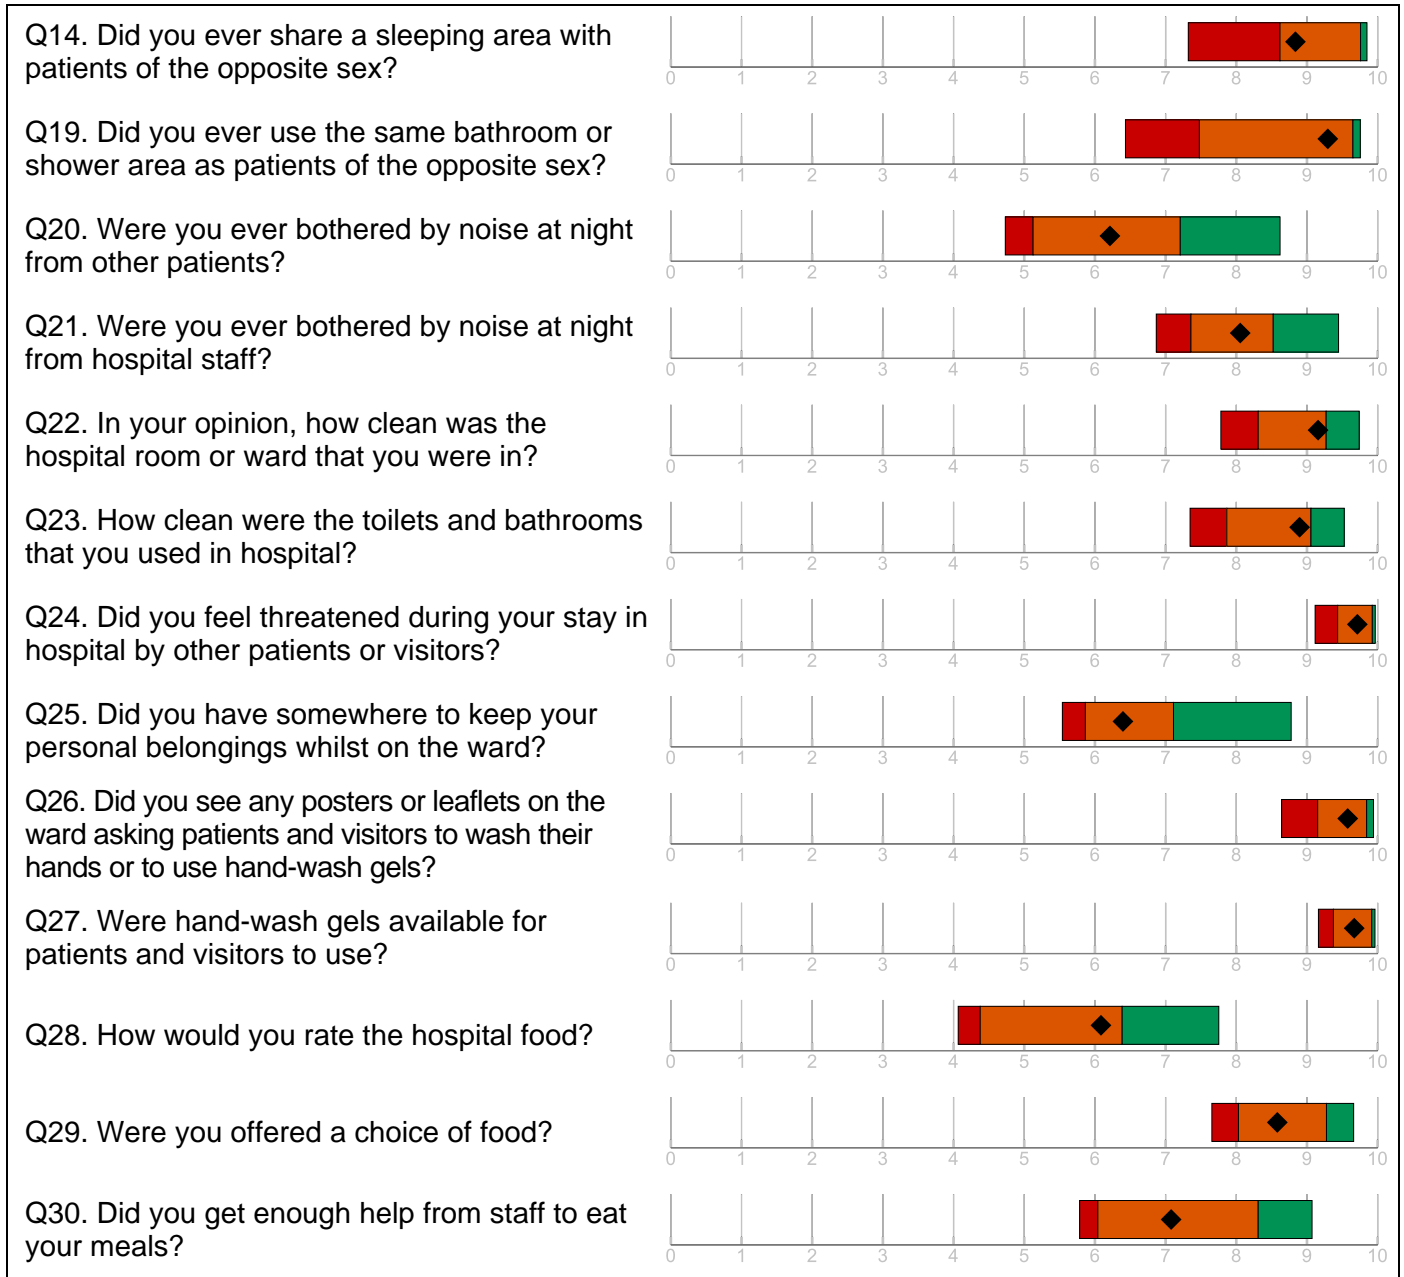 Q14. Did you ever share a sleeping area with
patients of the opposite sex?
0 1 2 3 4 5 6 7 8 9 10
Q19. Did you ever use the same bathroom or
shower area as patients of the opposite sex?
0 1 2 3 4 5 6 7 8 9 10
Q20. Were you ever bothered by noise at night
from other patients?
0 1 2 3 4 5 6 7 8 9 10
Q21. Were you ever bothered by noise at night
from hospital staff?
0 1 2 3 4 5 6 7 8 9 10
Q22. In your opinion, how clean was the
hospital room or ward that you were in?
0 1 2 3 4 5 6 7 8 9 10
Q23. How clean were the toilets and bathrooms
that you used in hospital?
0 1 2 3 4 5 6 7 8 9 10
Q24. Did you feel threatened during your stay in
hospital by other patients or visitors?
0 1 2 3 4 5 6 7 8 9 10
Q25. Did you have somewhere to keep your
personal belongings whilst on the ward?
0 1 2 3 4 5 6 7 8 9 10
Q26. Did you see any posters or leaflets on the
ward asking patients and visitors to wash their
hands or to use hand-wash gels?
0 1 2 3 4 5 6 7 8 9 10
Q27. Were hand-wash gels available for
patients and visitors to use?
0 1 2 3 4 5 6 7 8 9 10
Q28. How would you rate the hospital food?
0 1 2 3 4 5 6 7 8 9 10
Q29. Were you offered a choice of food?
0 1 2 3 4 5 6 7 8 9 10
Q30. Did you get enough help from staff to eat
your meals?
0 1 2 3 4 5 6 7 8 9 10